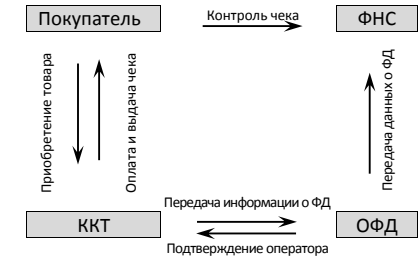 Покупатель
Контроль чека
ФНС
Приобретение товара
Оплата и выдача чека
Передача данных о ФД
Передача информации о ФД
ККТ
ОФД
Подтверждение оператора